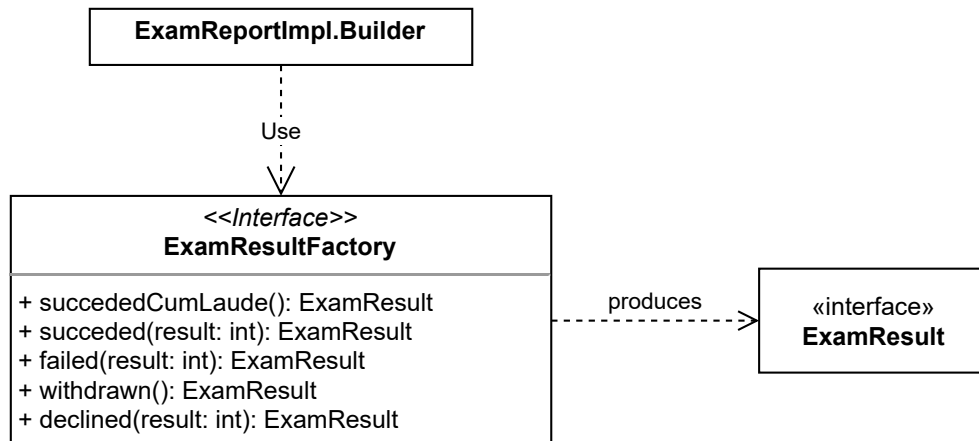 ExamReportImpl.Builder
Use
<<Interface>>
ExamResultFactory
+ succededCumLaude(): ExamResult
+ succeded(result: int): ExamResult
+ failed(result: int): ExamResult
+ withdrawn(): ExamResult
+ declined(result: int): ExamResult
produces
«interface»
ExamResult